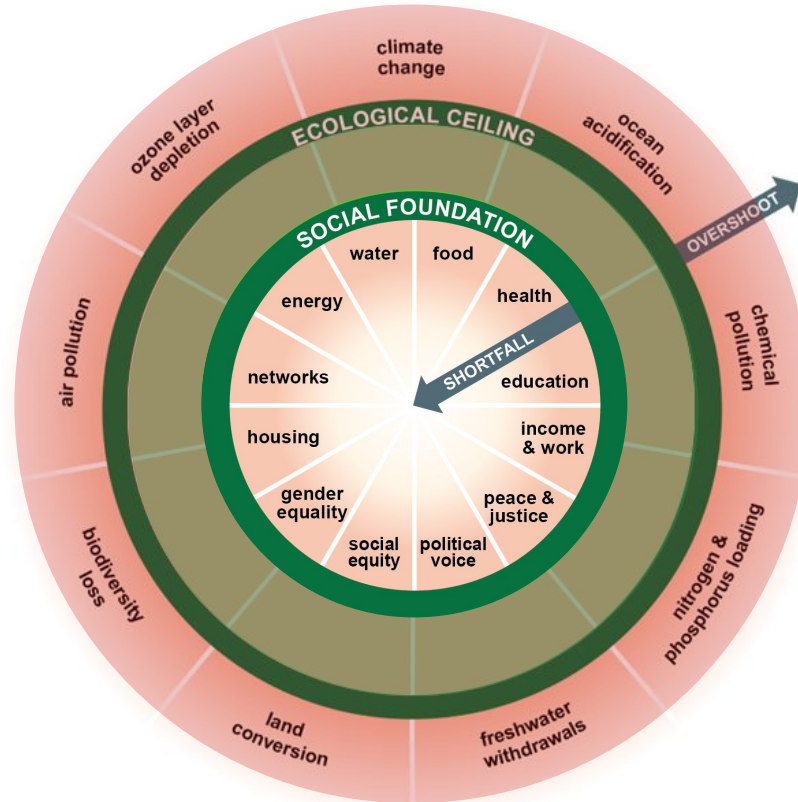 climate
change
ocean
acidification
chemical
pollution
nitrogen &
phosphorus loading
freshwater
withdrawals
land
conversion
biodiversity
loss
air pollution
ozone layer
depletion
ECOLOGICAL CEILING
OVERSHOOT
SOCIAL FOUNDATION
water
food
health
SHORTFALL
education
income
& work
peace &
justice
political
voice
social
equity
gender
equality
housing
networks
energy